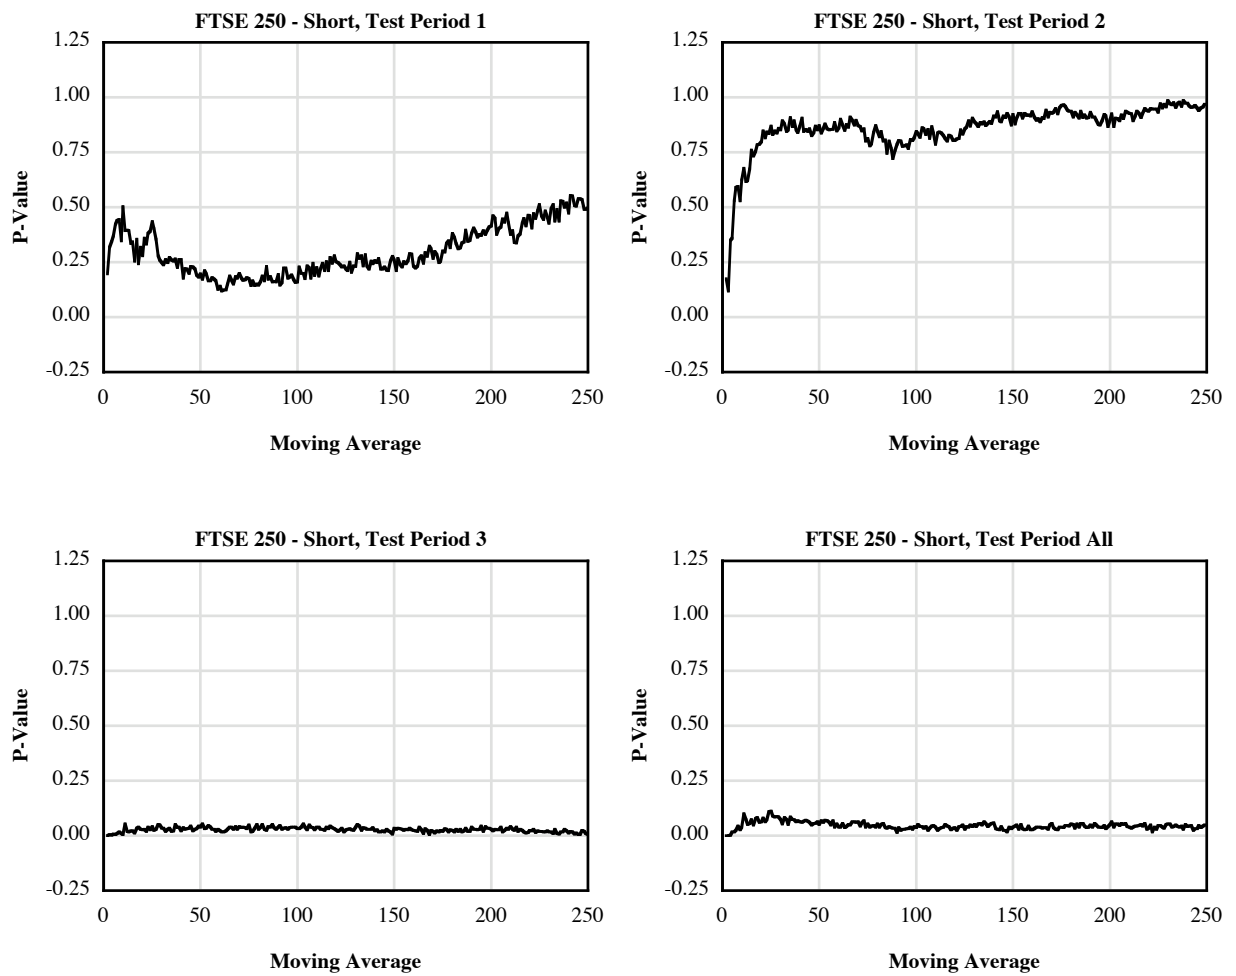 FTSE 250 - Short, Test Period 1
1.25
1.00
0.75
0.50
0.25
0.00
-0.25
P-Value
0 50 100 150 200 250
Moving Average
FTSE 250 - Short, Test Period 2
1.25
1.00
0.75
0.50
0.25
0.00
-0.25
P-Value
0 50 100 150 200 250
Moving Average
FTSE 250 - Short, Test Period 3
1.25
1.00
0.75
0.50
0.25
0.00
-0.25
P-Value
0 50 100 150 200 250
Moving Average
FTSE 250 - Short, Test Period All
1.25
1.00
0.75
0.50
0.25
0.00
-0.25
P-Value
0 50 100 150 200 250
Moving Average